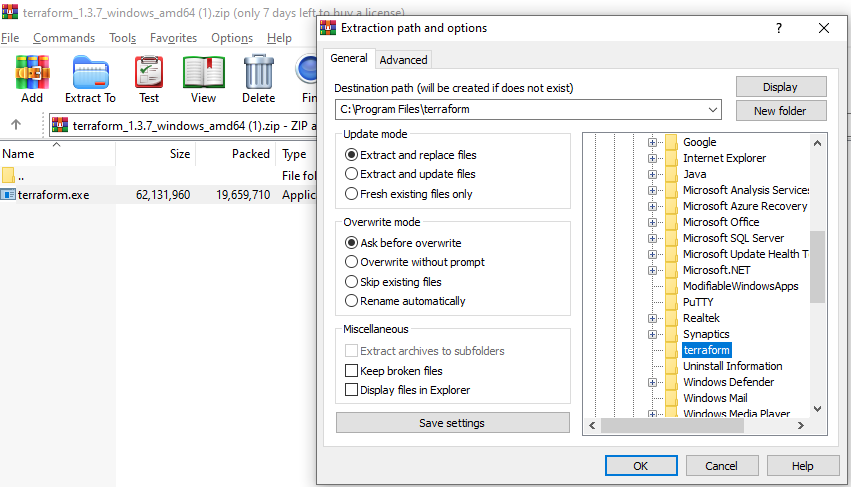 terraform_1.3.7_windows_amd64 (1).zip (only 7 days left to buy a license)
File Commands Tools Favorites Options Help
Add Extract To Test View Delete
terraform_1.3.7_windows_amd64 (1).zip - ZIP
Name Size Packed Type
..
terraform.exe 62,131,960 19,659,710
Extraction path and options
General Advanced
Destination path (will be created if does not exist)
C:\Program Files\terraform
Display
New folder
Update mode
Extract and replace files
Extract and update files
Fresh existing files only
Overwrite mode
Ask before overwrite
Overwrite without prompt
Skip existing files
Rename automatically
Miscellaneous
Extract archives to subfolders
Keep broken files
Display files in Explorer
Save settings
Google
Internet Explorer
Java
Microsoft Analysis Services
Microsoft Azure Recovery
Microsoft Office
Microsoft SQL Server
Microsoft Update Health T
Microsoft.NET
ModifiableWindowsApps
PuTTY
Realtek
Synaptics
terraform
Uninstall Information
Windows Defender
Windows Mail
Windows Media Player
OK Cancel Help